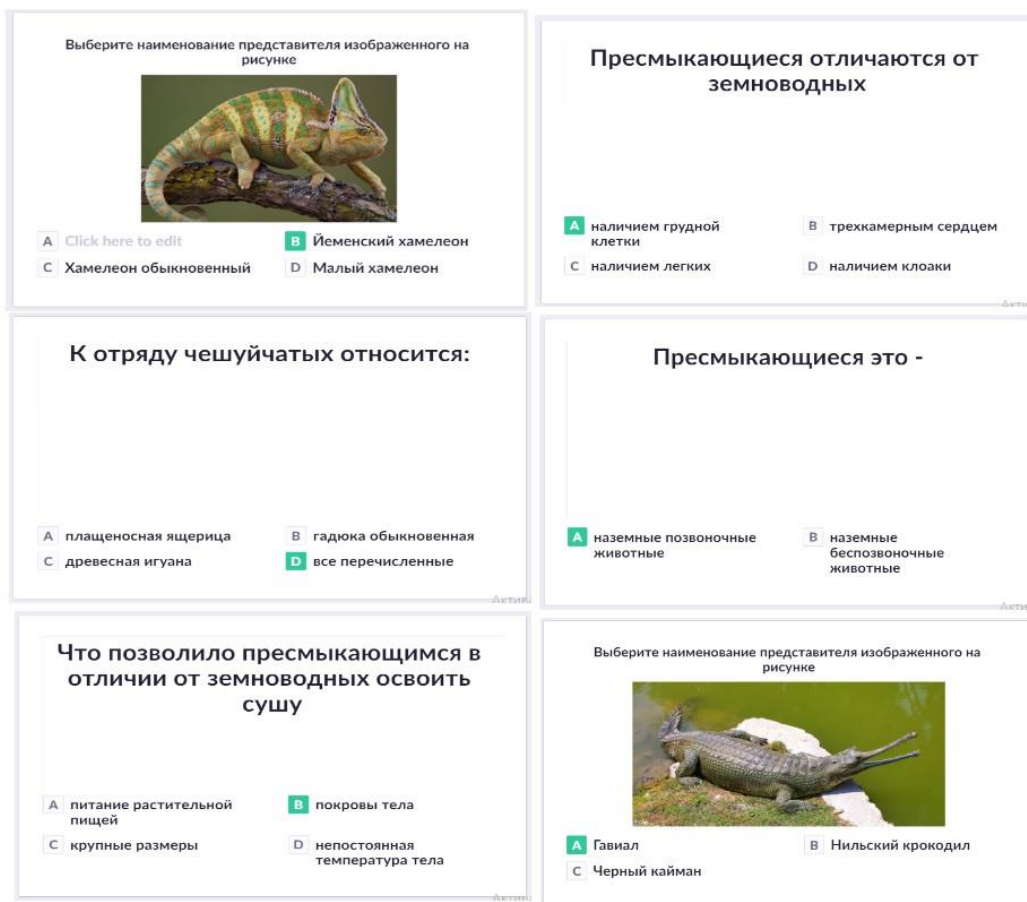 Выберите наименование представителя изображенного на
рисунке
A Click here to edit
B Йеменский хамелеон
C Хамелеон обыкновенный
D Малый хамелеон
Пресмыкающиеся отличаются от
земноводных
A наличием грудной
клетки
B трехкамерным сердцем
C наличием легких
D наличием клоаки
К отряду чешуйчатых относится:
A плащеносная ящерица
B гадюка обыкновенная
C древесная игуана
D все перечисленные
Пресмыкающиеся это -
A наземные позвоночные
животные
B наземные
беспозвоночные
животные
Что позволило пресмыкающимся в
отличии от земноводных освоить
сушу
A питание растительной
пищей
B покровы тела
C крупные размеры
D непостоянная
температура тела
Выберите наименование представителя изображенного на
рисунке
A Гавиал
B Нильский крокодил
C Черный кайман